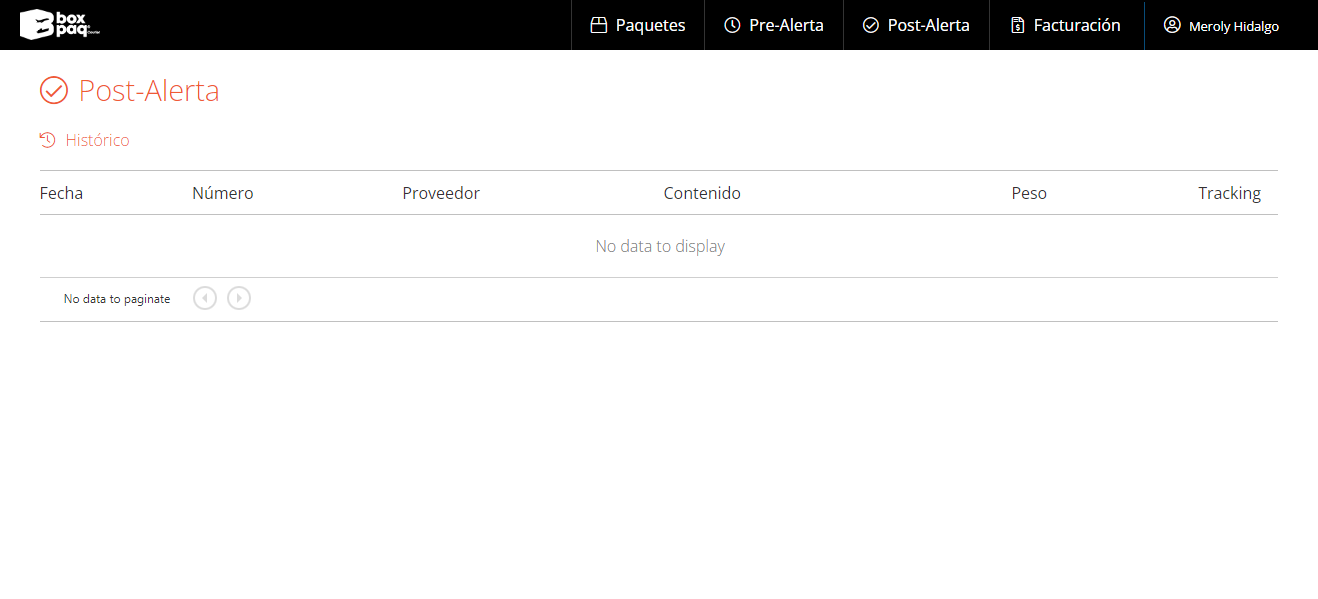 box
paq
Paquetes
Pre-Alerta
Post-Alerta
Facturación
Meroly Hidalgo
Post-Alerta
Histórico
Fecha Número Proveedor Contenido Peso Tracking
No data to display
No data to paginate